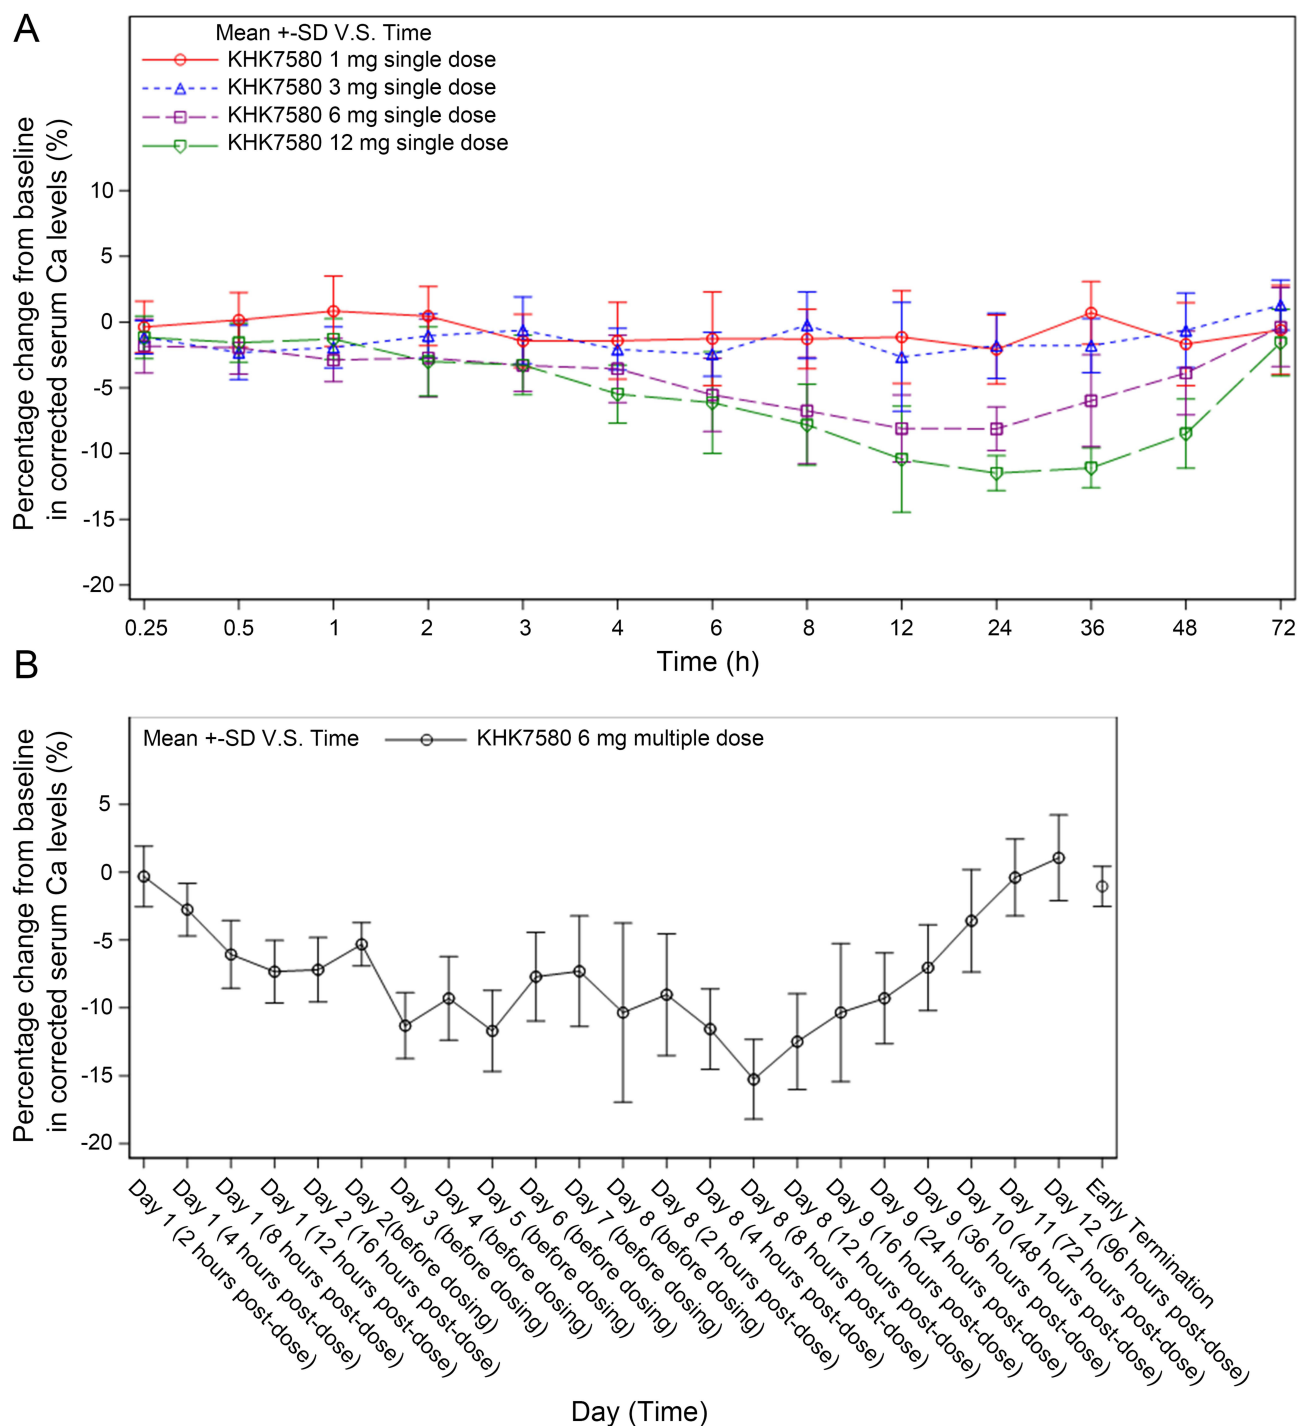 A
Mean +-SD V.S. Time
KHK7580 1 mg single dose
KHK7580 3 mg single dose
KHK7580 6 mg single dose
KHK7580 12 mg single dose
Percentage change from baseline
in corrected serum Ca levels (%)
10
5
0
-5
-10
-15
-20
0.25 0.5 1 2 3 4 6 8 12 24 36 48 72
Time (h)
B
Mean +-SD V.S. Time KHK7580 6 mg multiple dose
Percentage change from baseline
in corrected serum Ca levels (%)
5
0
-5
-10
-15
-20
Day 1 (2 hours post-dose)
Day 1 (4 hours post-dose)
Day 1 (8 hours post-dose)
Day 1 (12 hours post-dose)
Day 2 (16 hours post-dose)
Day 2(before dosing)
Day 3 (before dosing)
Day 4 (before dosing)
Day 5 (before dosing)
Day 6 (before dosing)
Day 7 (before dosing)
Day 8 (before dosing)
Day 8 (2 hours post-dose)
Day 8 (4 hours post-dose)
Day 8 (8 hours post-dose)
Day 8 (12 hours post-dose)
Day 9 (16 hours post-dose)
Day 9 (24 hours post-dose)
Day 9 (36 hours post-dose)
Day 10 (48 hours post-dose)
Day 11 (72 hours post-dose)
Day 12 (96 hours post-dose)
Early Termination
Day (Time)